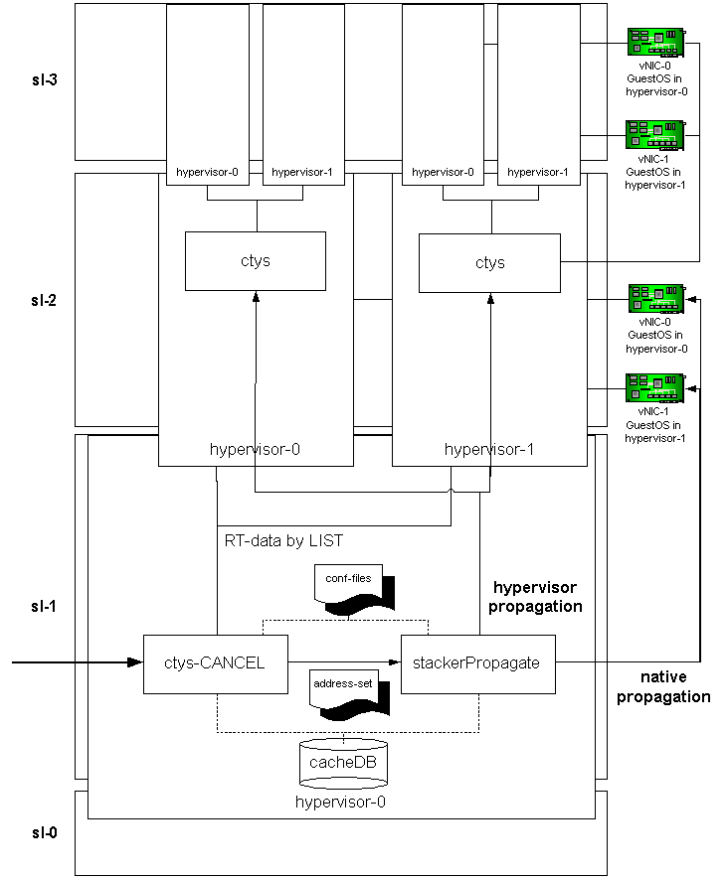 sl-3
vNIC-0
GuestOS in
hypervisor-0
vNIC-1
GuestOS in
hypervisor-1
hypervisor-0
hypervisor-1
hypervisor-0
hypervisor-1
ctys
ctys
sl-2
vNIC-0
GuestOS in
hypervisor-0
vNIC-1
GuestOS in
hypervisor-1
hypervisor-0
hypervisor-1
RT-data by LIST
conf-files
hypervisor
propagation
sl-1
ctys-CANCEL
stackerPropagate
address-set
native
propagation
cacheDB
hypervisor-0
sl-0